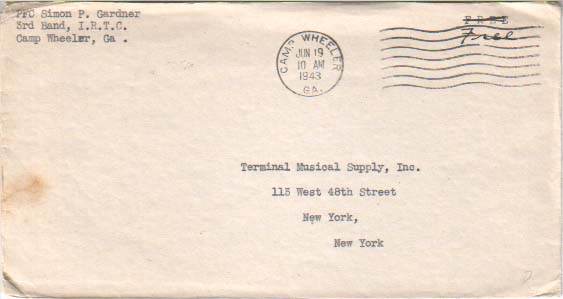 PFC Simon P. Gardner
3rd Band, I.R.T.C.
Camp Wheeler, Ga .
FREE
Free
CAMP WHEELER
JUN 19
10 AM
1943
GA.
Terminal Musical Supply, Inc.
113 West 48th Street
New York,
New York